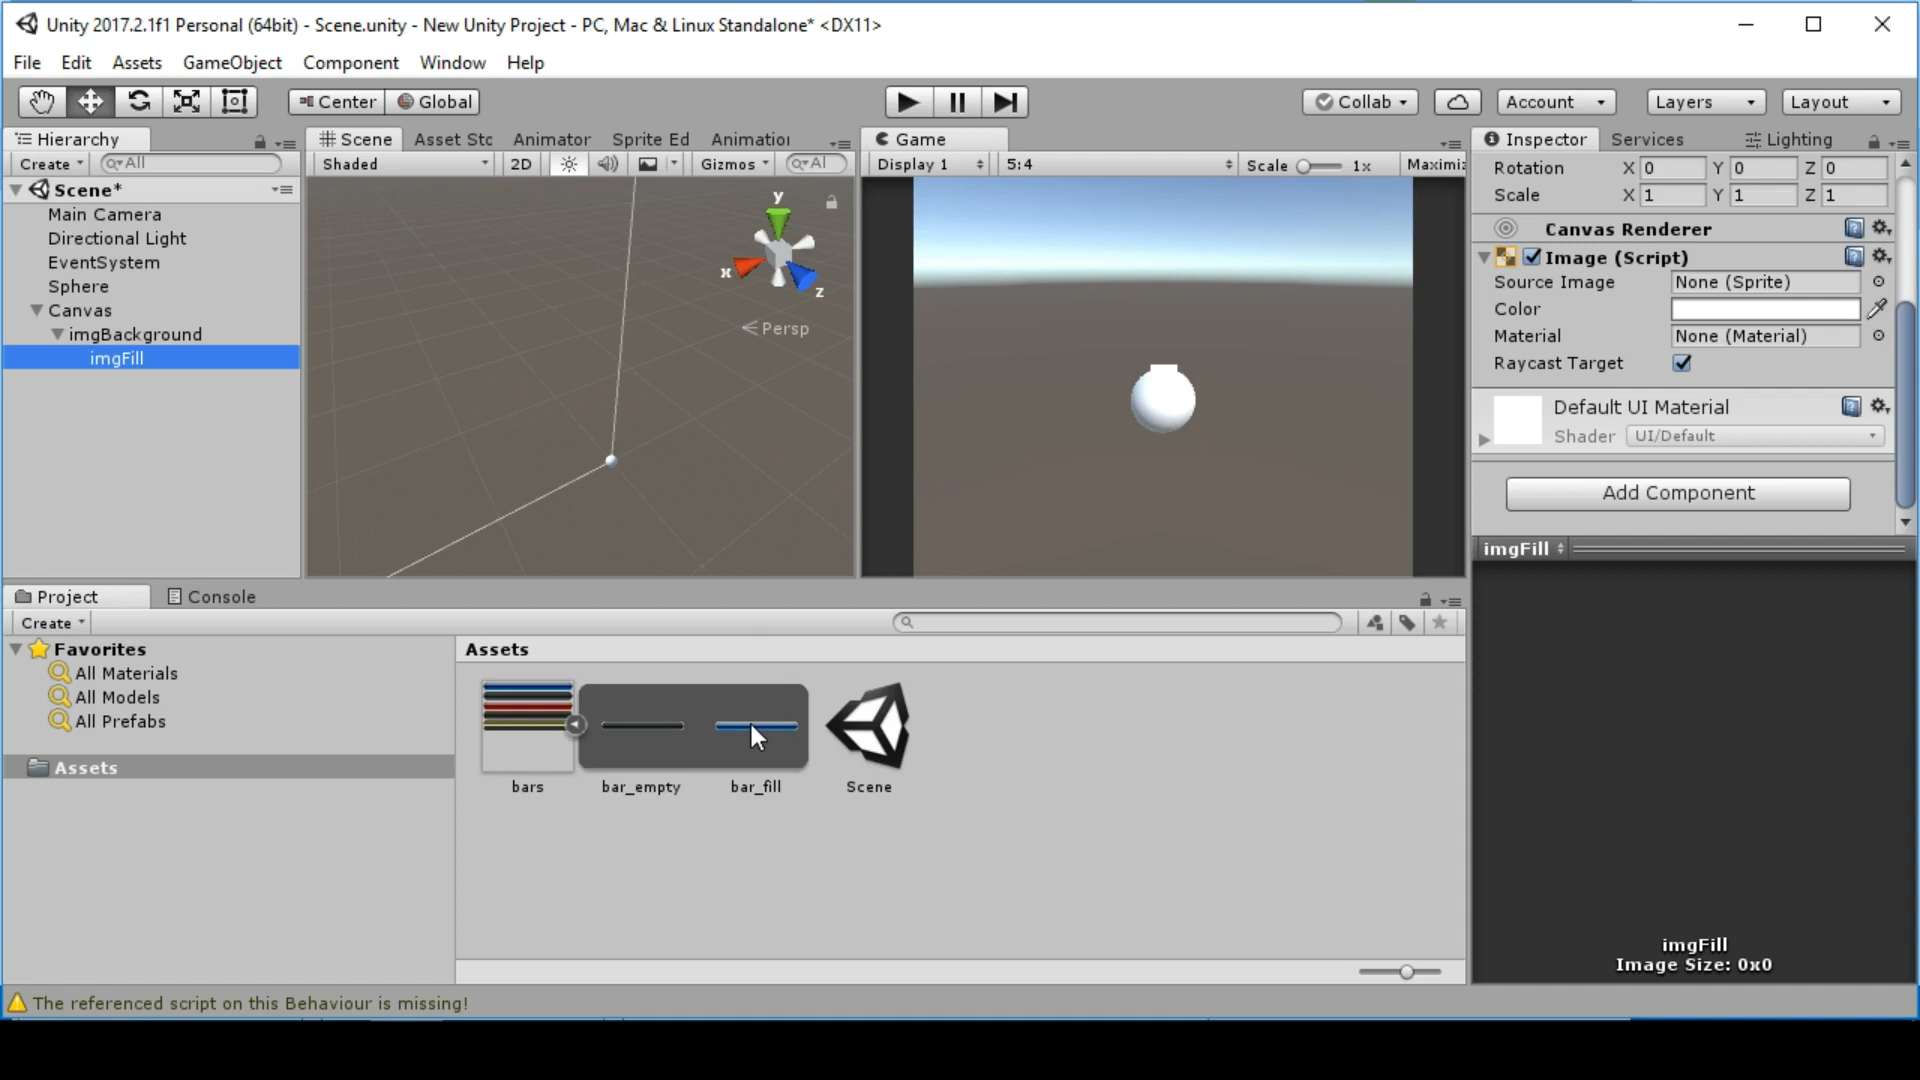 Unity 2017.2.1f1 Personal (64bit) - Scene.unity - New Unity Project - PC, Mac & Linux Standalone* <DX11>
File Edit Assets GameObject Component Window Help
Center Global Collab Account Layers Layout
Hierarchy
Create All
Scene*
Main Camera
Directional Light
EventSystem
Sphere
Canvas
imgBackground
imgFill
Scene Asset Sto Animator Sprite Ed Animation
Shaded 2D Gizmos Al
y
x
z
Persp
Game
Display 1 5:4 Scale 1x Maximiz
Inspector Services Lighting
Rotation X 0 Y 0 Z 0
Scale X 1 Y 1 Z 1
Canvas Renderer
Image (Script)
Source Image None (Sprite)
Color
Material None (Material)
Raycast Target
Default UI Material
Shader UI/Default
Add Component
imgFill
imgFill
Image Size: 0x0
Project Console
Create
Favorites
All Materials
All Models
All Prefabs
Assets
Assets
bars bar_empty bar_fill Scene
The referenced script on this Behaviour is missing!